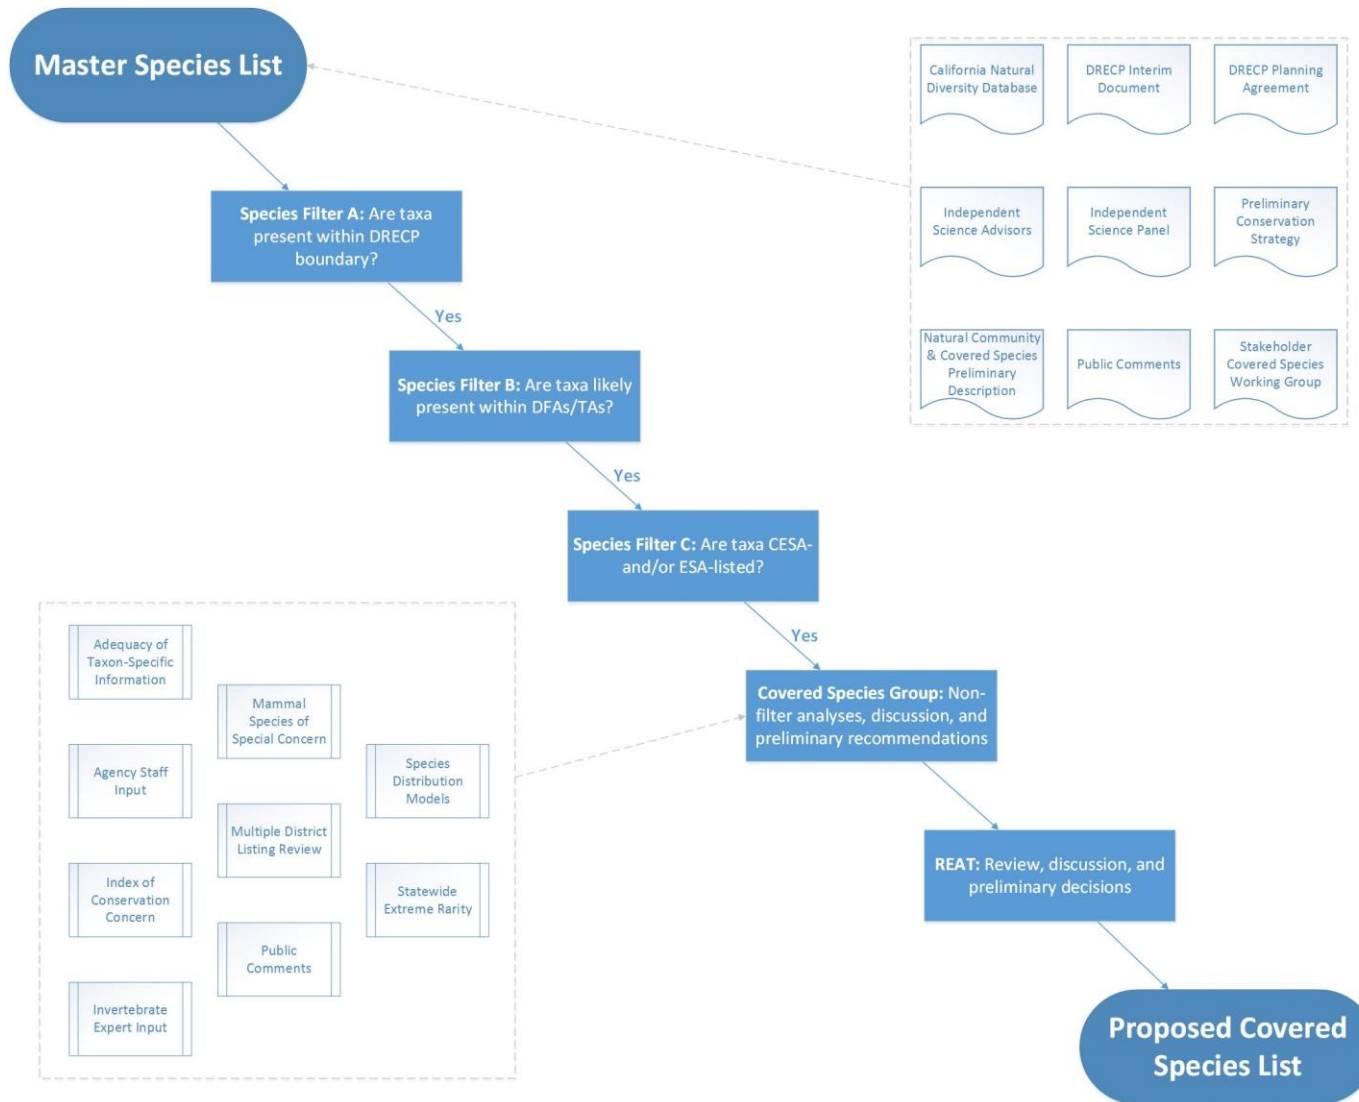 Master Species List
California Natural
Diversity Database
DRECP Interim
Document
DRECP Planning
Agreement
Independent
Science Advisors
Independent
Science Panel
Preliminary
Conservation
Strategy
Natural Community
& Covered Species
Preliminary
Description
Public Comments
Stakeholder
Covered Species
Working Group
Species Filter A: Are taxa
present within DRECP
boundary?
Yes
Species Filter B: Are taxa likely
present within DFAs/TAs?
Yes
Species Filter C: Are taxa CESA-
and/or ESA-listed?
Yes
Covered Species Group: Non-
filter analyses, discussion, and
preliminary recommendations
Adequacy of
Taxon-Specific
Information
Mammal
Species of
Special Concern
Agency Staff
Input
Species
Distribution
Models
Multiple District
Listing Review
Index of
Conservation
Concern
Statewide
Extreme Rarity
Public
Comments
Invertebrate
Expert Input
REAT: Review, discussion, and
preliminary decisions
Proposed Covered
Species List